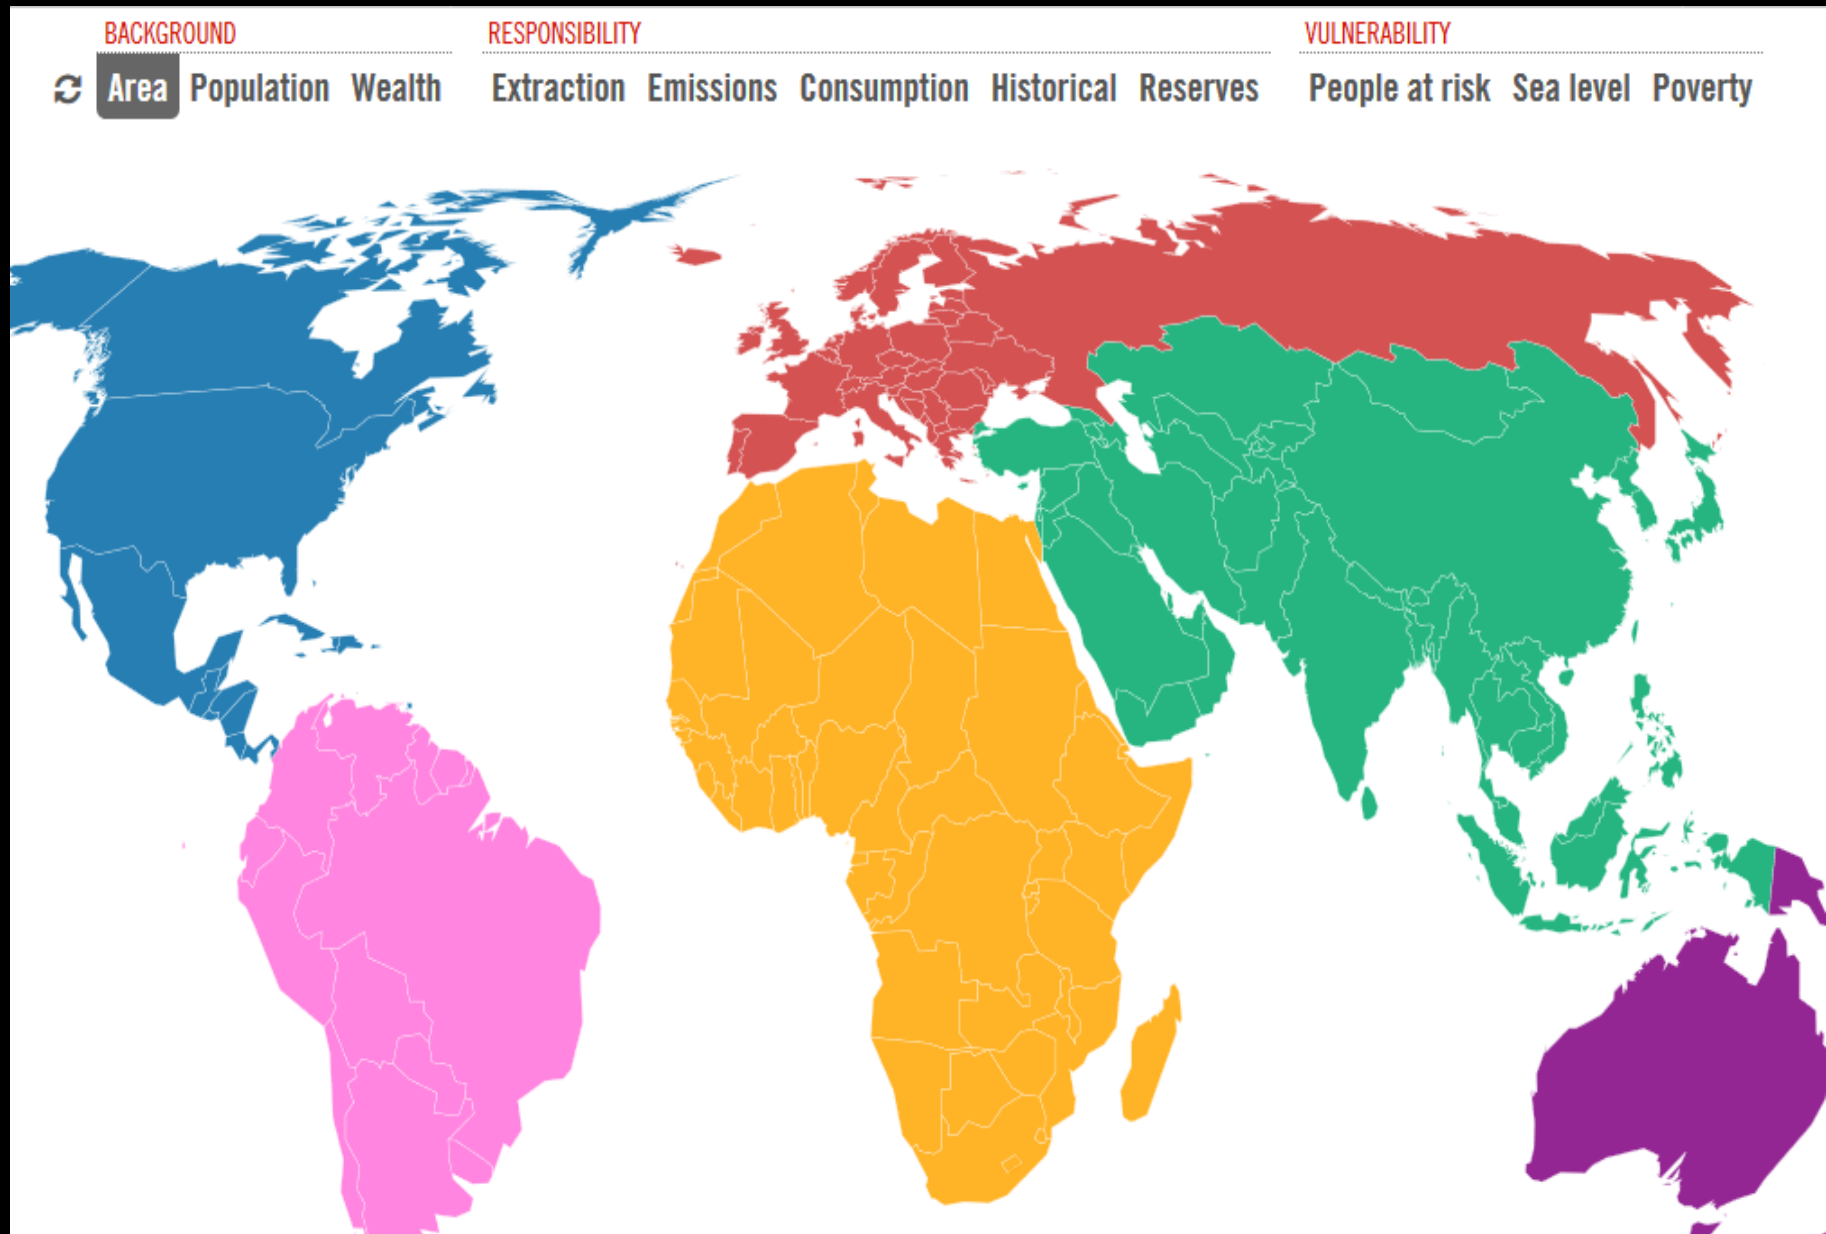 BACKGROUND RESPONSIBILITY VULNERABILITY
Area Population Wealth Extraction Emissions Consumption Historical Reserves People at risk Sea level Poverty